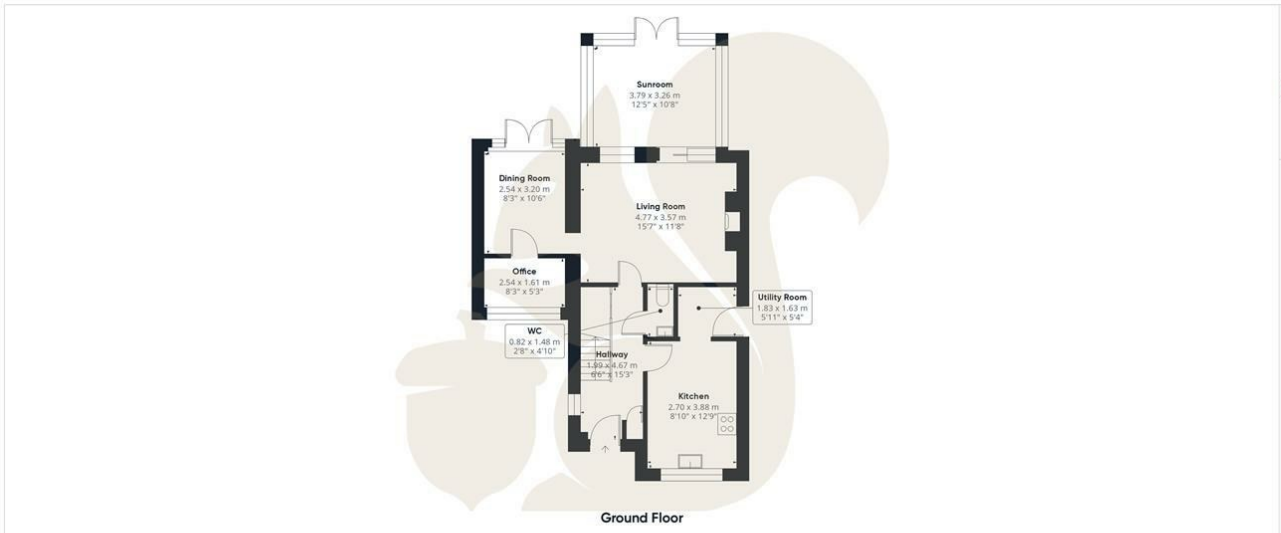 Sunroom
3.79 x 3.26 m
12'5" x 10'8"
Dining Room
2.54 x 3.20 m
8'3" x 10'6"
Living Room
4.77 x 3.57 m
15'7" x 11'8"
Office
2.54 x 1.61 m
8'3" x 5'3"
Utility Room
1.83 x 1.63 m
5'11" x 5'4"
WC
0.82 x 1.48 m
2'8" x 4'10"
Hallway
1.99 x 4.67 m
6'6" x 15'3"
Kitchen
2.70 x 3.88 m
8'10" x 12'9"
Ground Floor